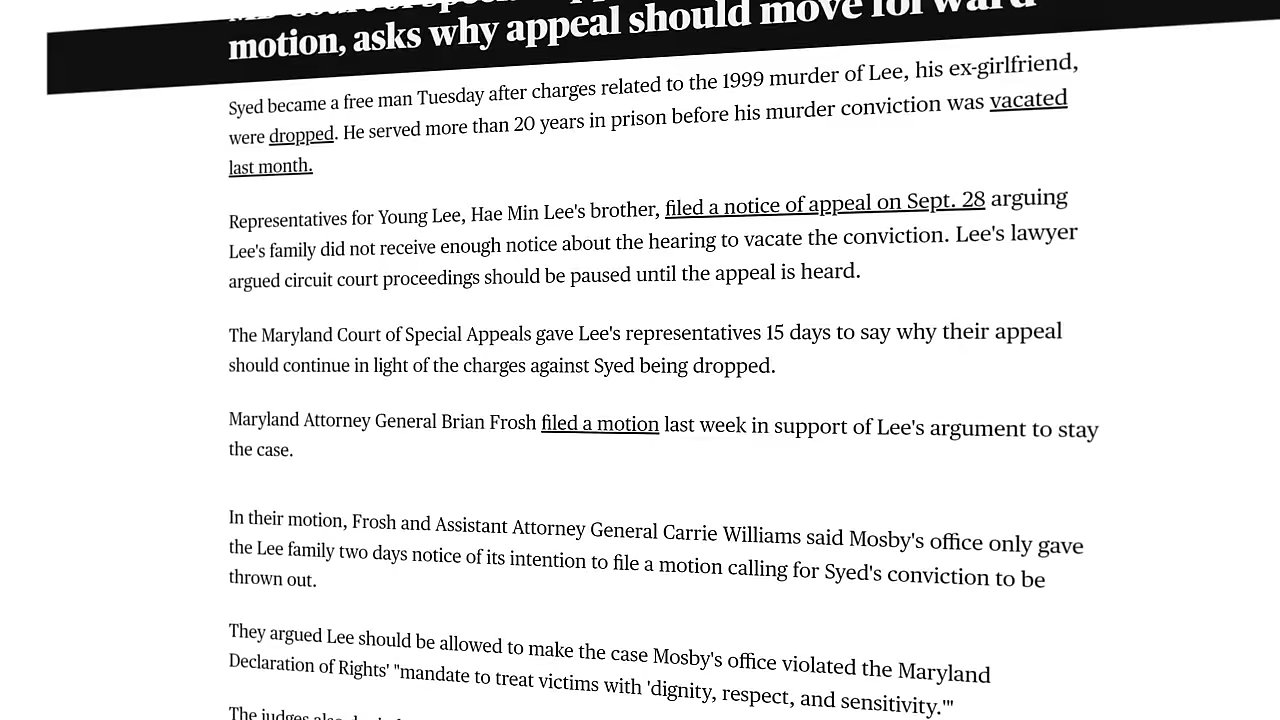 motion, asks why appeal should move forward
Syed became a free man Tuesday after charges related to the 1999 murder of Lee, his ex-girlfriend,
were dropped. He served more than 20 years in prison before his murder conviction was vacated
last month.
Representatives for Young Lee, Hae Min Lee's brother, filed a notice of appeal on Sept. 28 arguing
Lee's family did not receive enough notice about the hearing to vacate the conviction. Lee's lawyer
argued circuit court proceedings should be paused until the appeal is heard.
The Maryland Court of Special Appeals gave Lee's representatives 15 days to say why their appeal
should continue in light of the charges against Syed being dropped.
Maryland Attorney General Brian Frosh filed a motion last week in support of Lee's argument to stay
the case.
In their motion, Frosh and Assistant Attorney General Carrie Williams said Mosby's office only gave
the Lee family two days notice of its intention to file a motion calling for Syed's conviction to be
thrown out.
They argued Lee should be allowed to make the case Mosby's office violated the Maryland
Declaration of Rights' "mandate to treat victims with 'dignity, respect, and sensitivity.'"
The judges